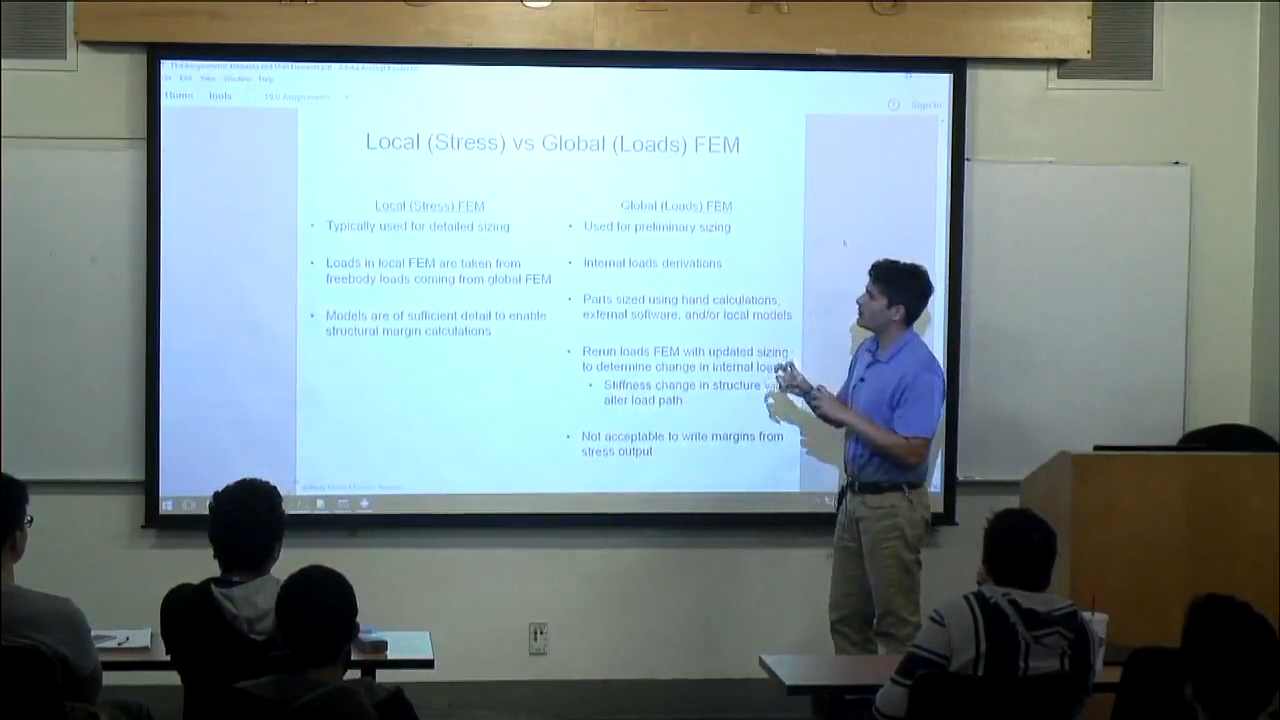 Edit View Window Help
Home Tools
Sign In
Local (Stress) vs Global (Loads) FEM
Local (Stress) FEM
• Typically used for detailed sizing
• Loads in local FEM are taken from
freebody loads coming from global FEM
• Models are of sufficient detail to enable
structural margin calculations
Global (Loads) FEM
• Used for preliminary sizing
• Internal loads derivations
• Parts sized using hand calculations,
external software, and/or local models
• Rerun loads FEM with updated sizing
to determine change in internal
• Stiffness change in structure
alter load path
• Not acceptable to write margins from
stress output